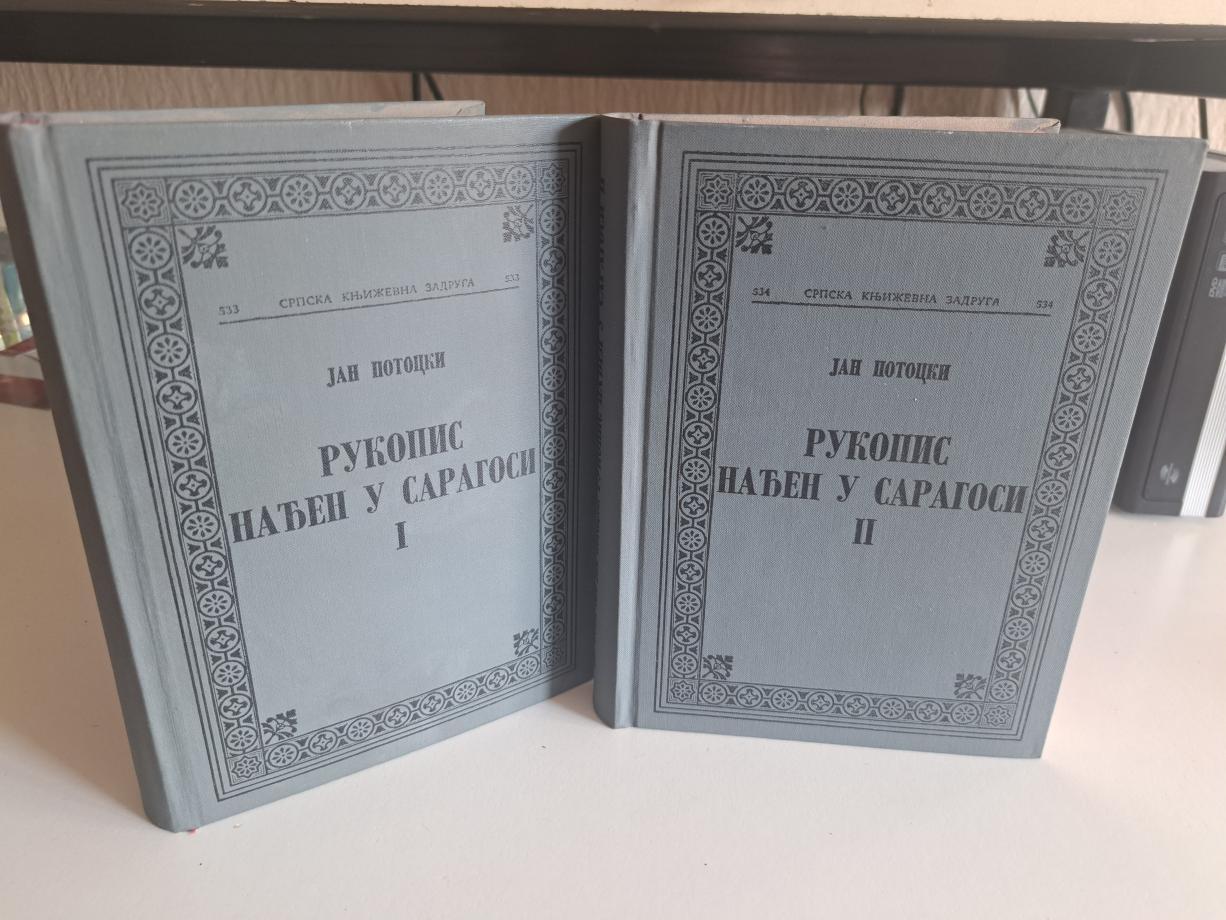 533 СРПСКА КЊИЖЕВНА ЗАДРУГА 533
ЈАН ПОТОЦКИ
РУКОПИС
НАЂЕН У САРАГОСИ
I
534 СРПСКА КЊИЖЕВНА ЗАДРУГА 534
ЈАН ПОТОЦКИ
РУКОПИС
НАЂЕН У САРАГОСИ
II